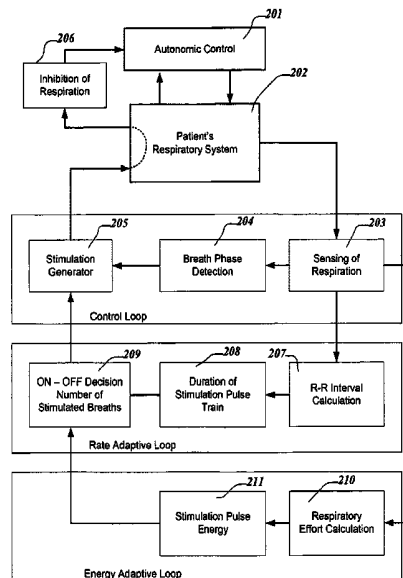 201
Autonomic Control
206
Inhibition of
Respiration
202
Patient's
Respiratory System
205
Stimulation
Generator
204
Breath Phase
Detection
203
Sensing of
Respiration
Control Loop
209
ON – OFF Decision
Number of
Stimulated Breaths
208
Duration of
Stimulation Pulse
Train
207
R-R Interval
Calculation
Rate Adaptive Loop
211
Stimulation Pulse
Energy
210
Respiratory
Effort Calculation
Energy Adaptive Loop